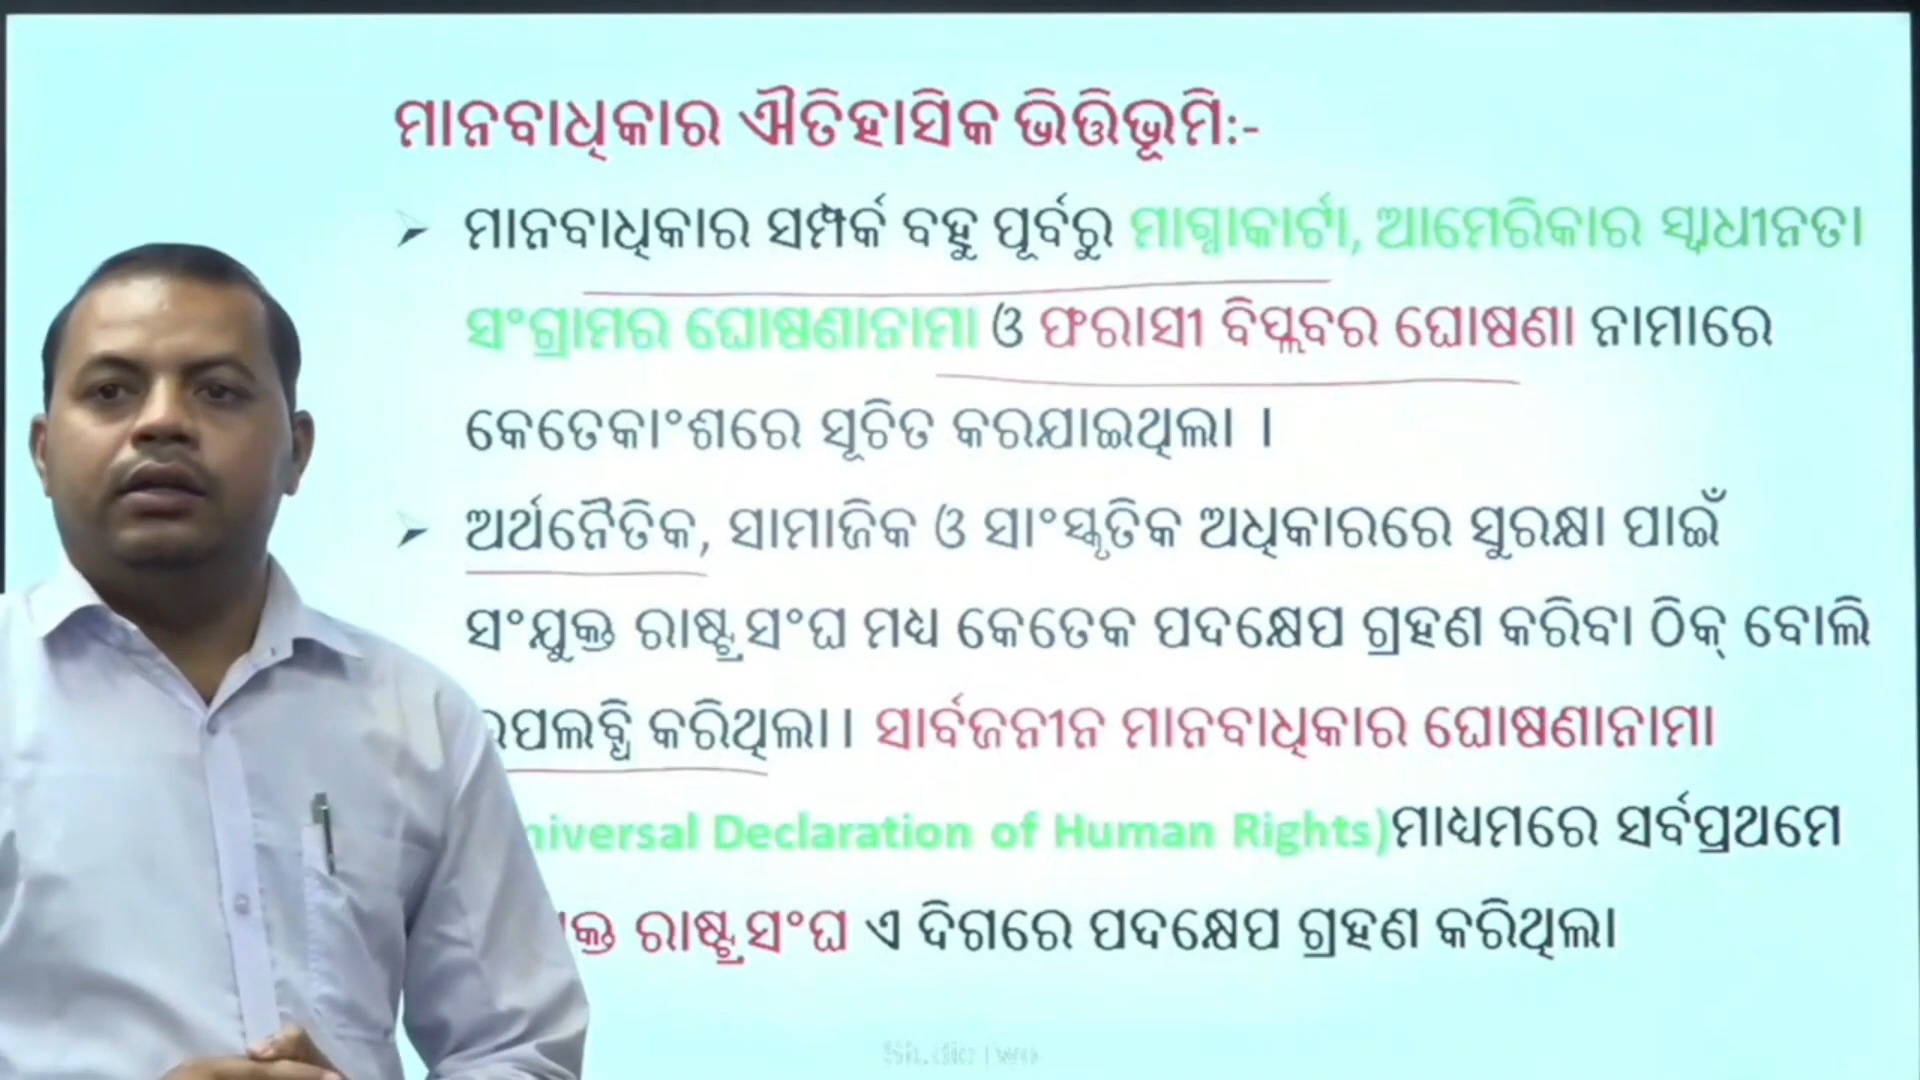 ମାନବାଧିକାର ଐତିହାସିକ ଭିତ୍ତିଭୂମି:-
➢ ମାନବାଧିକାର ସମ୍ପର୍କ ବହୁ ପୂର୍ବରୁ ମାଗ୍ନାକାର୍ଟା, ଆମେରିକାର ସ୍ୱାଧୀନତା
ସଂଗ୍ରାମର ଘୋଷଣାନାମା ଓ ଫରାସୀ ବିପ୍ଲବର ଘୋଷଣା ନାମାରେ
କେତେକାଂଶରେ ସୂଚିତ କରଯାଇଥିଲା ।
➢ ଅର୍ଥନୈତିକ, ସାମାଜିକ ଓ ସାଂସ୍କୃତିକ ଅଧିକାରରେ ସୁରକ୍ଷା ପାଇଁ
ସଂଯୁକ୍ତ ରାଷ୍ଟ୍ରସଂଘ ମଧ୍ୟ କେତେକ ପଦକ୍ଷେପ ଗ୍ରହଣ କରିବା ଠିକ୍ ବୋଲି
କରିଥିଲା । ସାର୍ବଜନୀନ ମାନବାଧିକାର ଘୋଷଣାନାମା
niversal Declaration of Human Rights)ମାଧ୍ୟମରେ ସର୍ବପ୍ରଥମେ
ରାଷ୍ଟ୍ରସଂଘ ଏ ଦିଗରେ ପଦକ୍ଷେପ ଗ୍ରହଣ କରିଥିଲା